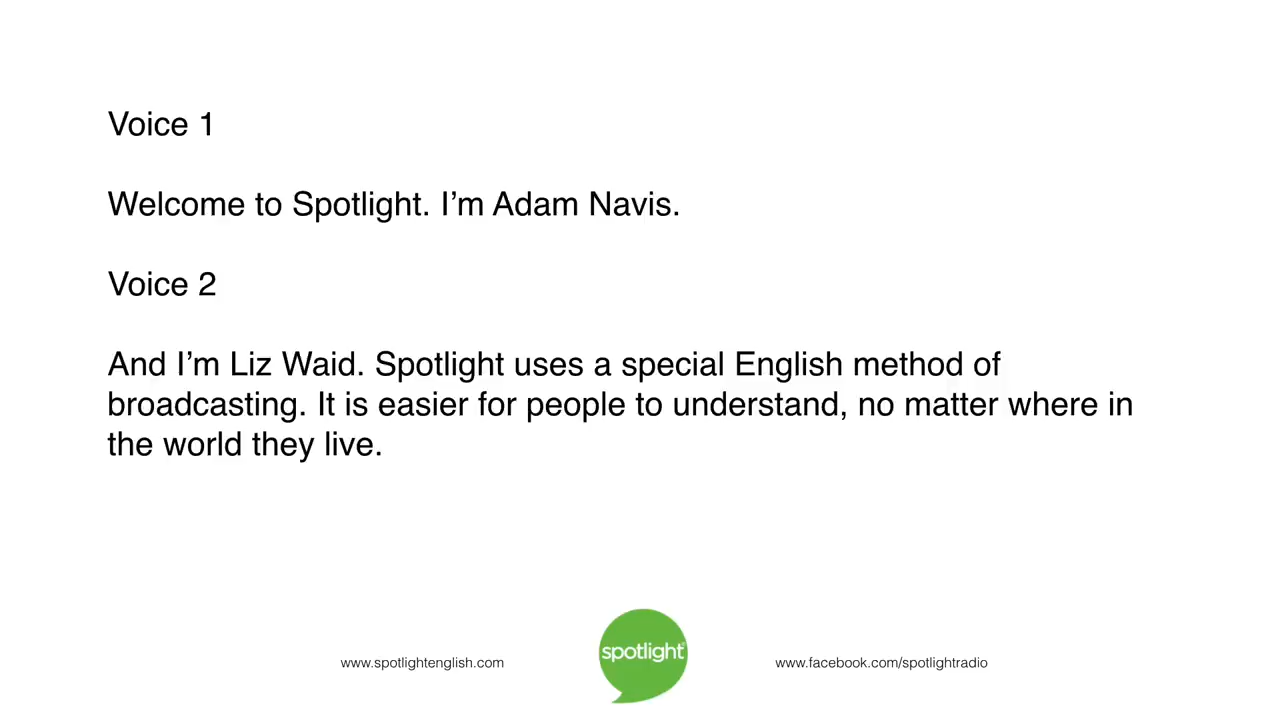 Voice 1
Welcome to Spotlight. I’m Adam Navis.
Voice 2
And I’m Liz Waid. Spotlight uses a special English method of
broadcasting. It is easier for people to understand, no matter where in
the world they live.
www.spotlightenglish.com
spotlight
www.facebook.com/spotlightradio